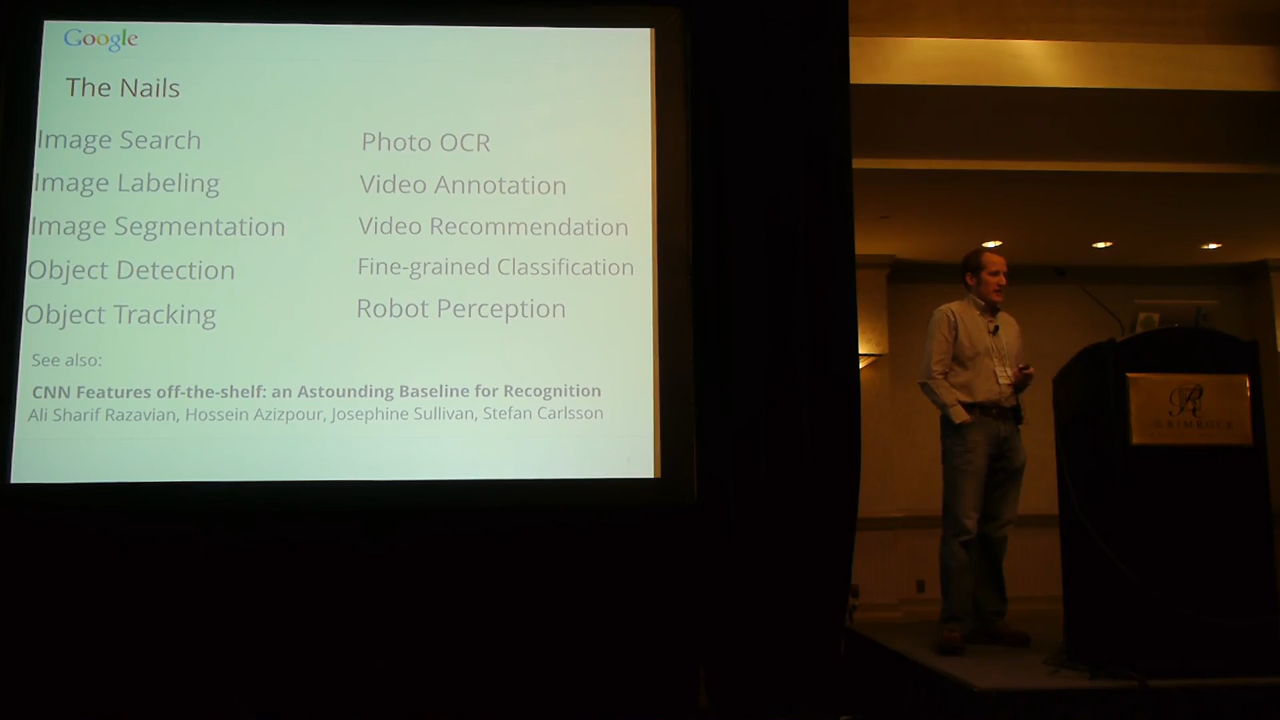 Google
The Nails
Image Search
Image Labeling
Image Segmentation
Object Detection
Object Tracking
Photo OCR
Video Annotation
Video Recommendation
Fine-grained Classification
Robot Perception
See also:
CNN Features off-the-shelf: an Astounding Baseline for Recognition
Ali Sharif Razavian, Hossein Azizpour, Josephine Sullivan, Stefan Carlsson
R
RIMROCK